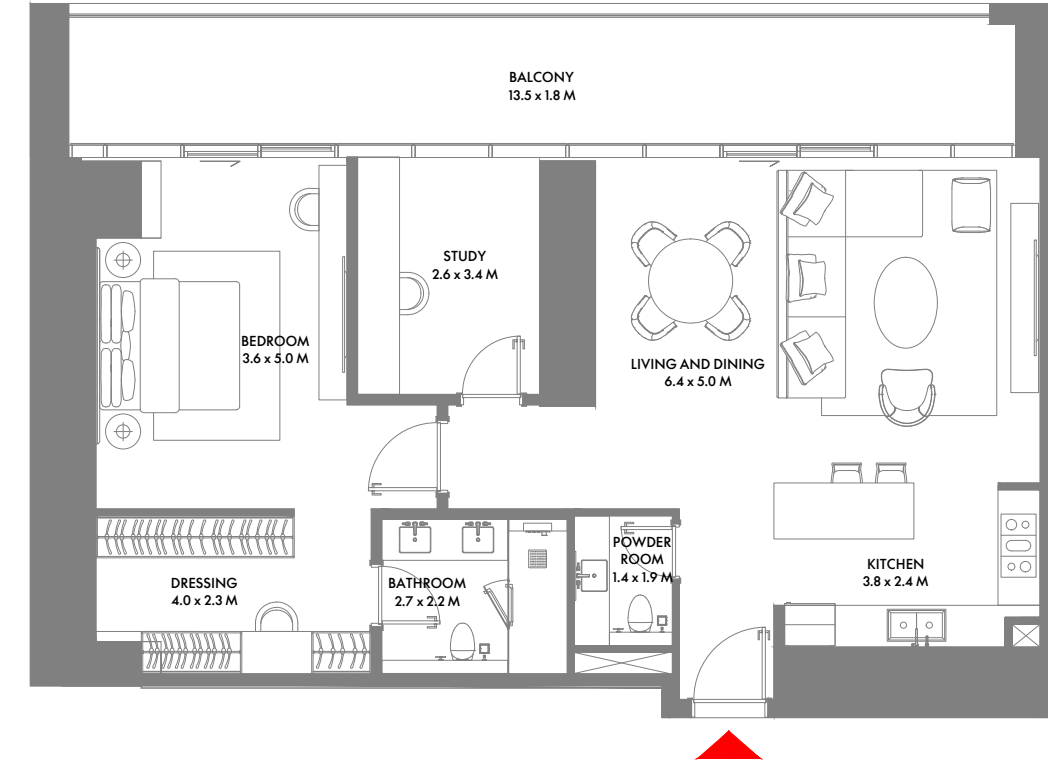 BALCONY
13.5 x 1.8 M
STUDY
2.6 x 3.4 M
BEDROOM
3.6 x 5.0 M
LIVING AND DINING
6.4 x 5.0 M
POWDER
ROOM
1.4 x 1.9 M
KITCHEN
3.8 x 2.4 M
DRESSING
4.0 x 2.3 M
BATHROOM
2.7 x 2.2 M